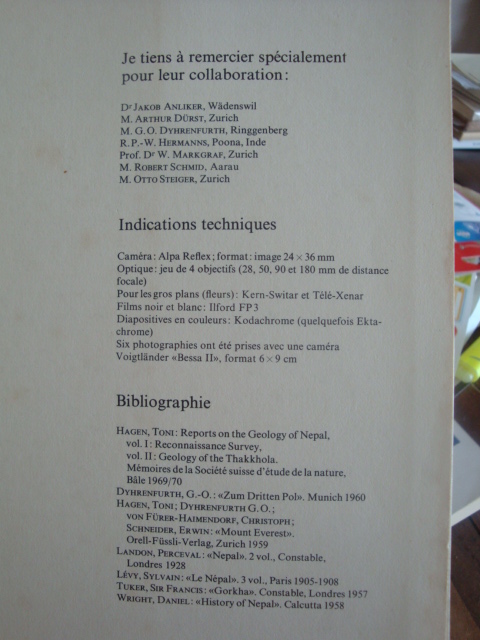 Je tiens à remercier spécialement
pour leur collaboration:
Dr JAKOB ANLIKER, Wädenswil
M. ARTHUR DÜRST, Zurich
M. G.O. DYHRENFURTH, Ringgenberg
R.P.-W. HERMANNS, Poona, Inde
Prof. Dr W. MARKGRAF, Zurich
M. ROBERT SCHMID, Aarau
M. OTTO STEIGER, Zurich
Indications techniques
Caméra: Alpa Reflex; format: image 24 × 36 mm
Optique: jeu de 4 objectifs (28, 50, 90 et 180 mm de distance
focale)
Pour les gros plans (fleurs): Kern-Switar et Télé-Xenar
Films noir et blanc: Ilford FP3
Diapositives en couleurs: Kodachrome (quelquefois Ekta-
chrome)
Six photographies ont été prises avec une caméra
Voigtländer «Bessa II», format 6 × 9 cm
Bibliographie
HAGEN, TONI: Reports on the Geology of Nepal,
vol. I: Reconnaissance Survey,
vol. II: Geology of the Thakkhola.
Mémoires de la Société suisse d'étude de la nature,
Bâle 1969/70
DYHRENFURTH, G.-O.: «Zum Dritten Pol». Munich 1960
HAGEN, TONI; DYHRENFURTH G.O.;
VON FÜRER-HAIMENDORF, CHRISTOPH;
SCHNEIDER, ERWIN: «Mount Everest».
Orell-Füssli-Verlag, Zurich 1959
LANDON, PERCEVAL: «Nepal». 2 vol., Constable,
Londres 1928
LÉVY, SYLVAIN: «Le Népal». 3 vol., Paris 1905-1908
TUKER, SIR FRANCIS: «Gorkha». Constable, Londres 1957
WRIGHT, DANIEL: «History of Nepal». Calcutta 1958